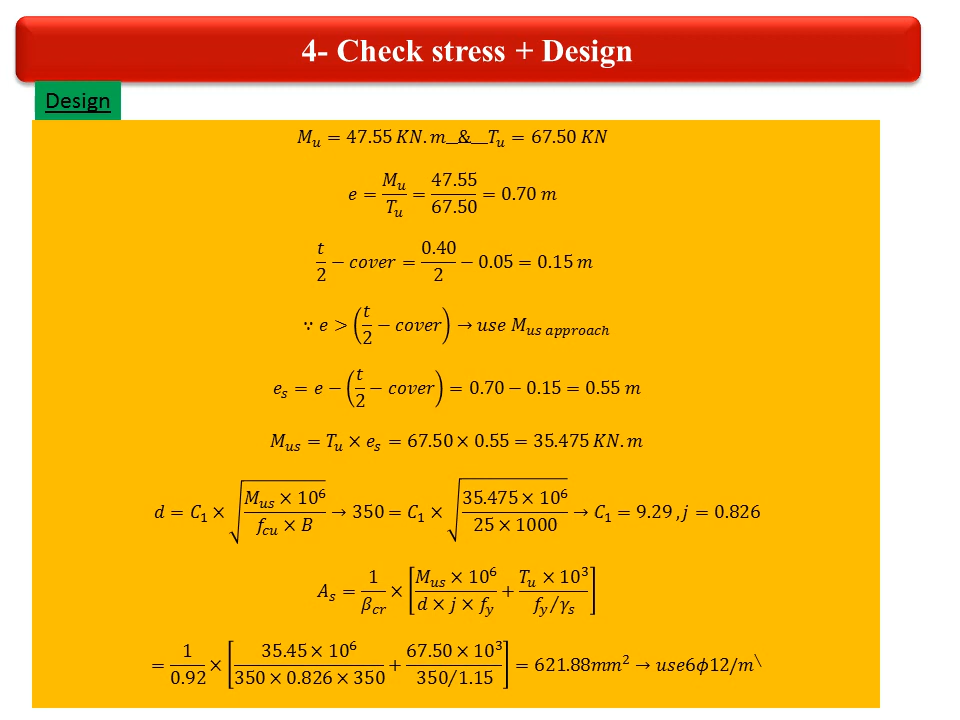 4- Check stress + Design
Design
M_u = 47.55 KN.m__&__T_u = 67.50 KN
e = M_u/T_u = 47.55/67.50 = 0.70 m
t/2 − cover = 0.40/2 − 0.05 = 0.15 m
∵ e > (t/2 − cover) → use M_us approach
e_s = e − (t/2 − cover) = 0.70 − 0.15 = 0.55 m
M_us = T_u × e_s = 67.50 × 0.55 = 35.475 KN.m
d = C_1 × √((M_us × 10^6)/(f_cu × B)) → 350 = C_1 × √((35.475 × 10^6)/(25 × 1000)) → C_1 = 9.29 , j = 0.826
A_s = 1/β_cr × [(M_us × 10^6)/(d × j × f_y) + (T_u × 10^3)/(f_y/γ_s)]
= 1/0.92 × [(35.45 × 10^6)/(350 × 0.826 × 350) + (67.50 × 10^3)/(350/1.15)] = 621.88mm^2 → use6ϕ12/m^\